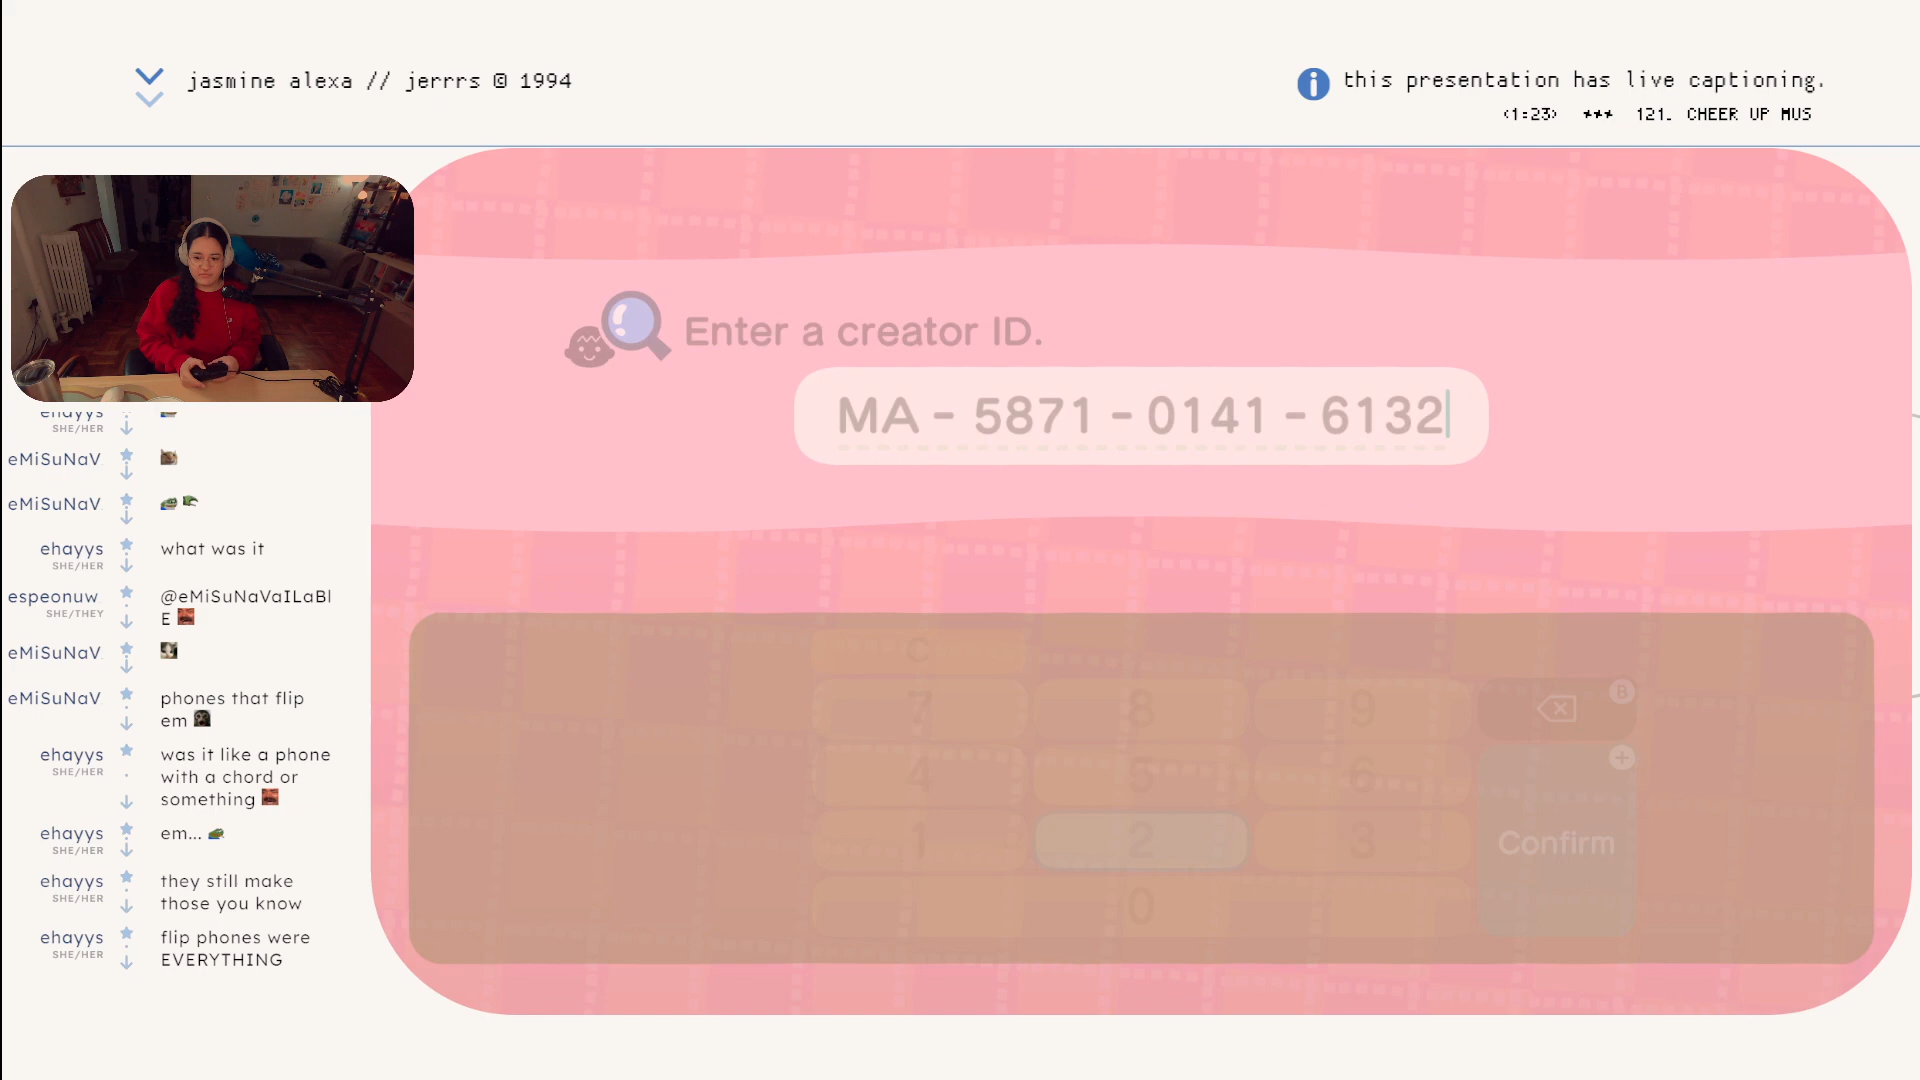 jasmine alexa // jerrrs @ 1994
this presentation has live captioning.
<1:23> *** 121. CHEER UP MUS
Enter a creator ID.
MA - 5871 - 0141 - 6132
C
7 8 9
B
4 5 6
+
1 2 3
Confirm
0
ehayys
SHE/HER
eMiSuNaV
eMiSuNaV
ehayys
SHE/HER
what was it
espeonuw
SHE/THEY
@eMiSuNaVaILaBl
E
eMiSuNaV
eMiSuNaV
phones that flip
em
ehayys
SHE/HER
was it like a phone
with a chord or
something
ehayys
SHE/HER
em...
ehayys
SHE/HER
they still make
those you know
ehayys
SHE/HER
flip phones were
EVERYTHING